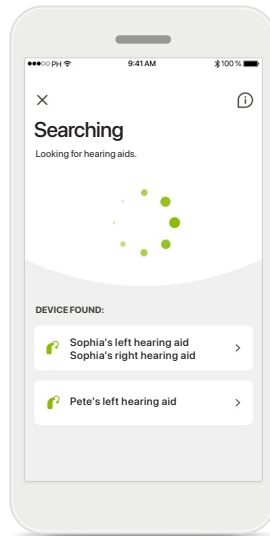 PH 9:41 AM 100 %
Searching
Looking for hearing aids.
DEVICE FOUND:
Sophia's left hearing aid
Sophia's right hearing aid
Pete's left hearing aid